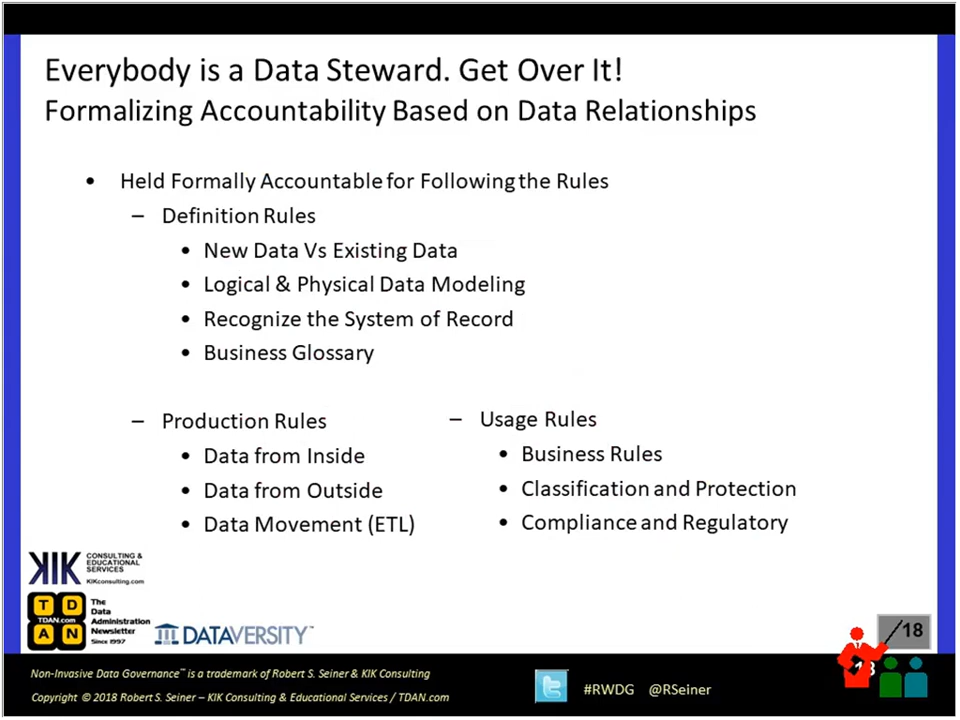 Everybody is a Data Steward. Get Over It!
Formalizing Accountability Based on Data Relationships
• Held Formally Accountable for Following the Rules
– Definition Rules
• New Data Vs Existing Data
• Logical & Physical Data Modeling
• Recognize the System of Record
• Business Glossary
– Production Rules
• Data from Inside
• Data from Outside
• Data Movement (ETL)
– Usage Rules
• Business Rules
• Classification and Protection
• Compliance and Regulatory
KIK
CONSULTING &
EDUCATIONAL
SERVICES
KIKconsulting.com
T D
TDAN.com
A N
The
Data
Administration
Newsletter
Since 1997
DATAVERSITY™
18
Non-Invasive Data Governance™ is a trademark of Robert S. Seiner & KIK Consulting
Copyright © 2018 Robert S. Seiner – KIK Consulting & Educational Services / TDAN.com
#RWDG @RSeiner